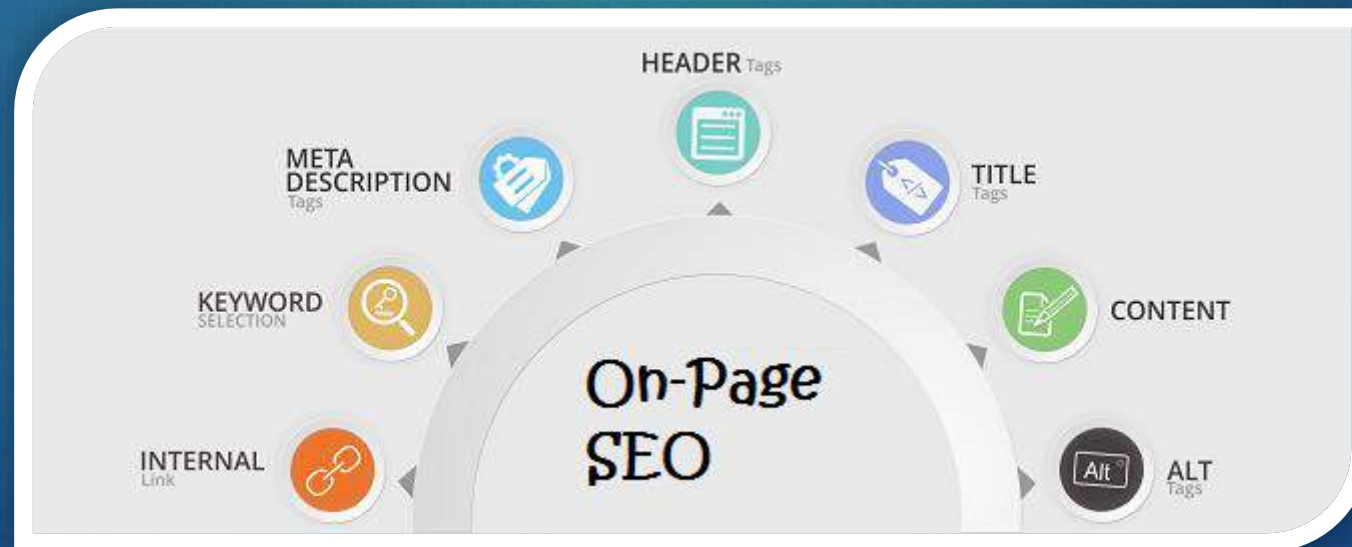 HEADER Tags
META
DESCRIPTION
Tags
TITLE
Tags
</>
KEYWORD
SELECTION
CONTENT
On-Page
SEO
INTERNAL
Link
Alt
ALT
Tags